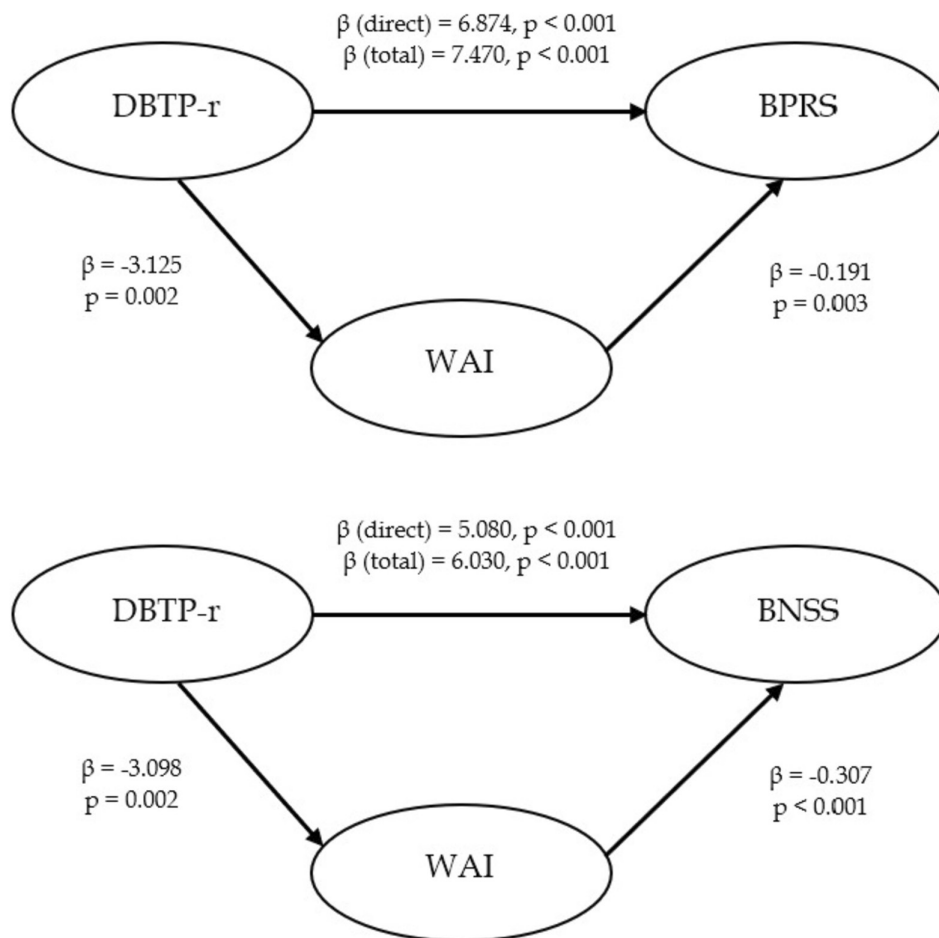 β (direct) = 6.874, p < 0.001
β (total) = 7.470, p < 0.001
DBTP-r
BPRS
β = -3.125
p = 0.002
β = -0.191
p = 0.003
WAI
β (direct) = 5.080, p < 0.001
β (total) = 6.030, p < 0.001
DBTP-r
BNSS
β = -3.098
p = 0.002
β = -0.307
p < 0.001
WAI